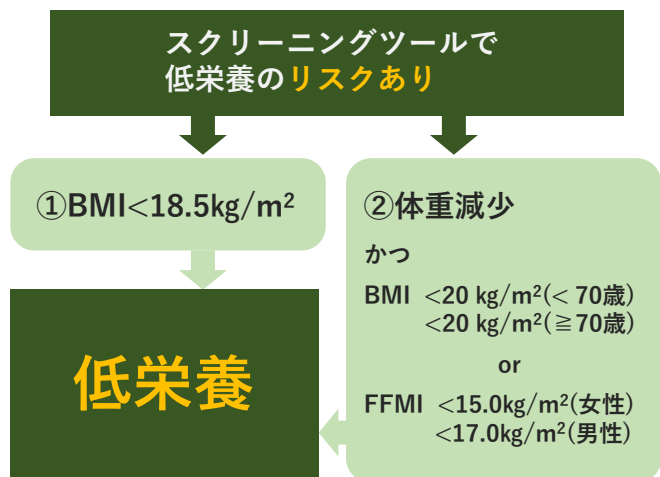 スクリーニングツールで
低栄養のリスクあり
①BMI<18.5kg/m²
②体重減少
かつ
BMI <20 kg/m²(< 70歳)
<20 kg/m²(≧70歳)
or
FFMI <15.0kg/m²(女性)
<17.0kg/m²(男性)
低栄養